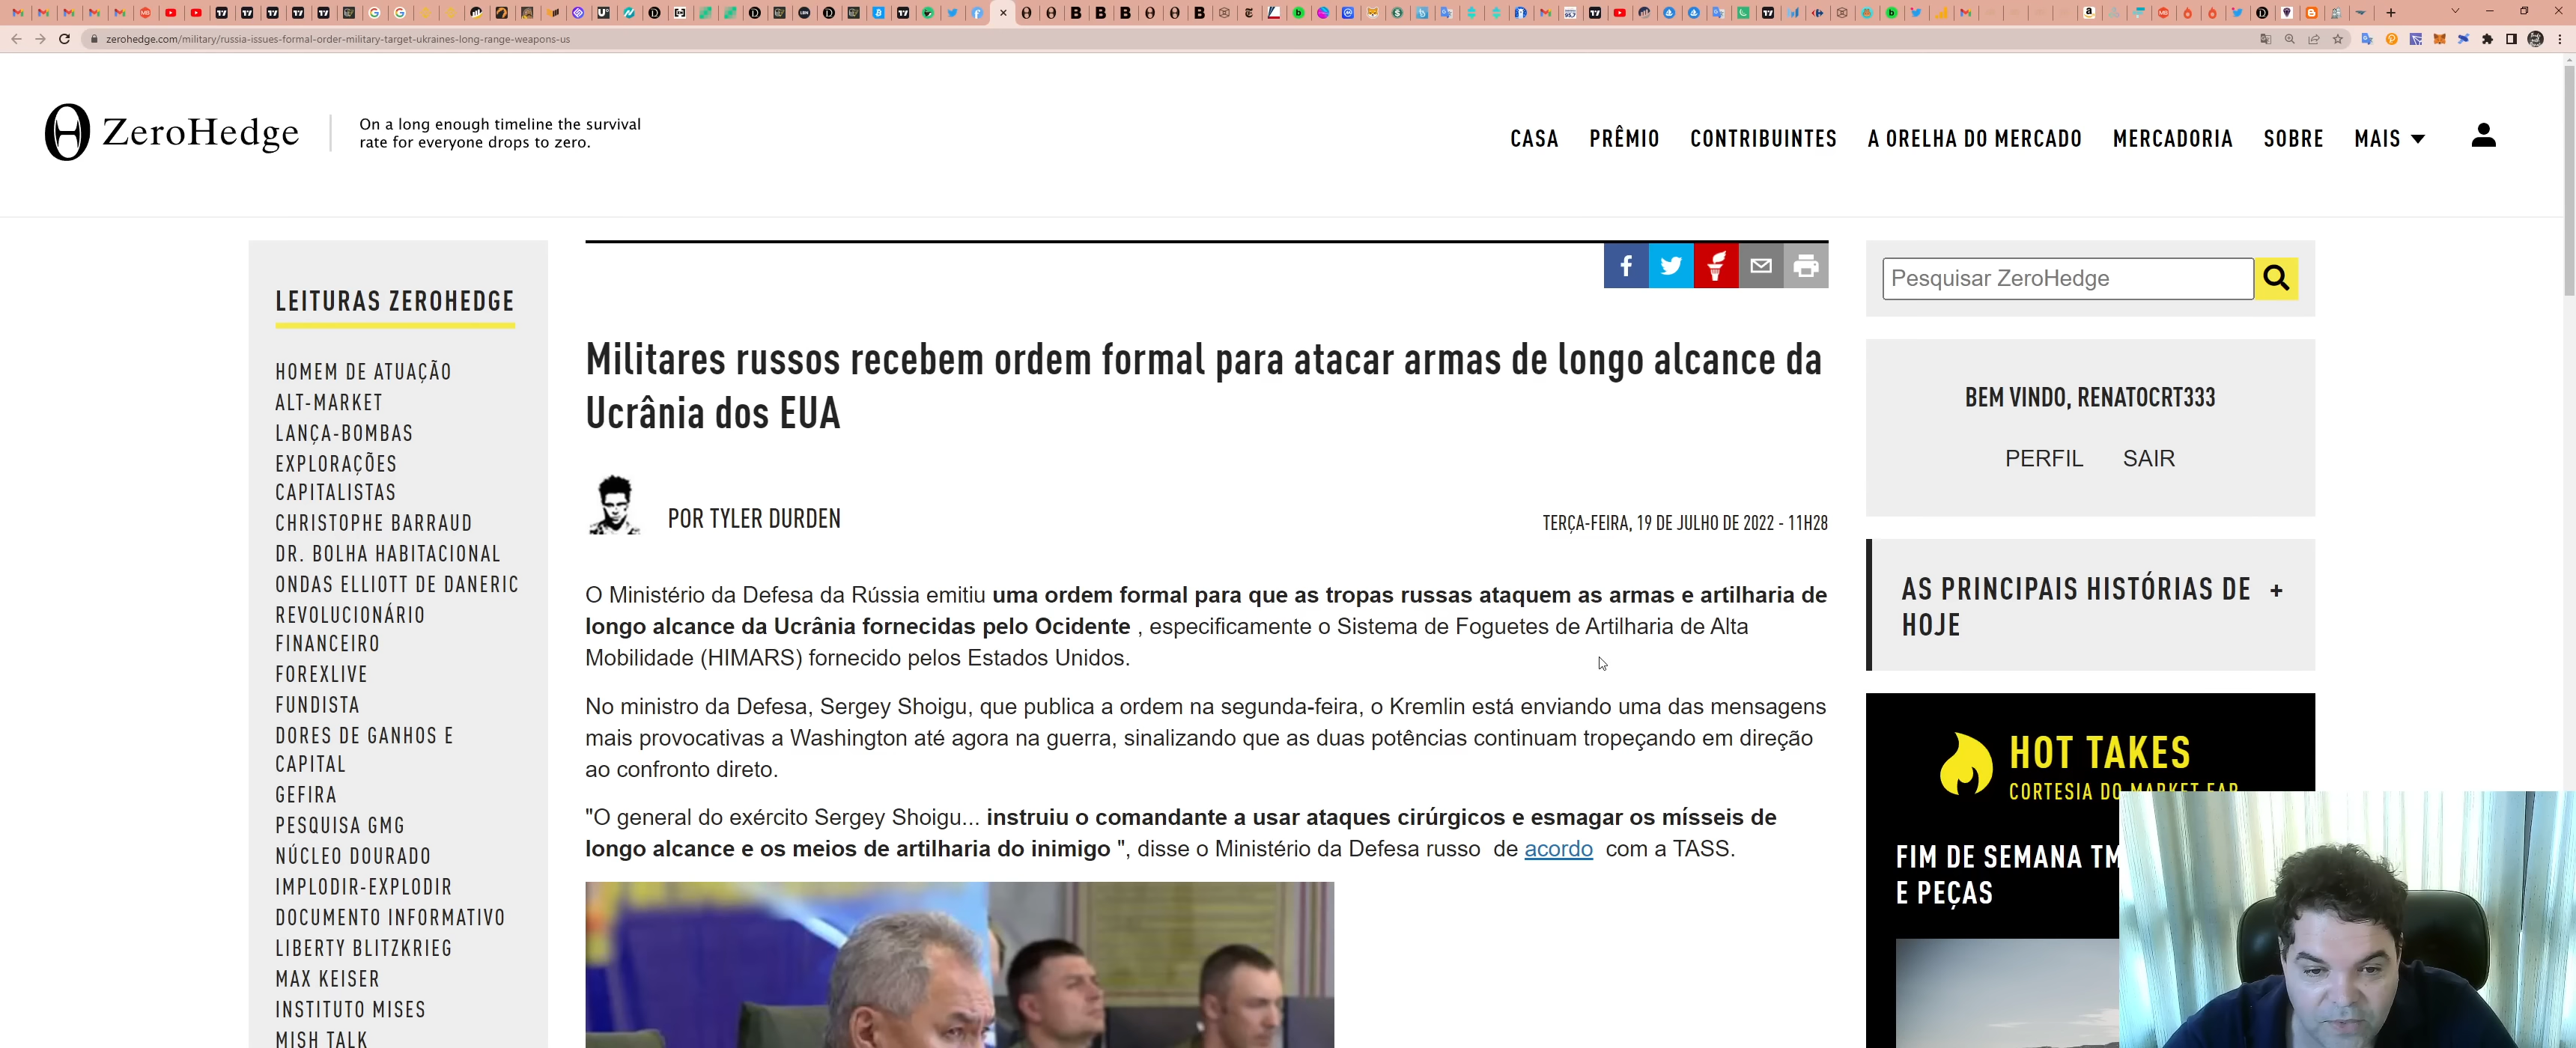 zerohedge.com/military/russia-issues-formal-order-military-target-ukraines-long-range-weapons-us
ZeroHedge
On a long enough timeline the survival
rate for everyone drops to zero.
CASA PRÊMIO CONTRIBUINTES A ORELHA DO MERCADO MERCADORIA SOBRE MAIS
LEITURAS ZEROHEDGE
HOMEM DE ATUAÇÃO
ALT-MARKET
LANÇA-BOMBAS
EXPLORAÇÕES
CAPITALISTAS
CHRISTOPHE BARRAUD
DR. BOLHA HABITACIONAL
ONDAS ELLIOTT DE DANERIC
REVOLUCIONÁRIO
FINANCEIRO
FOREXLIVE
FUNDISTA
DORES DE GANHOS E
CAPITAL
GEFIRA
PESQUISA GMG
NÚCLEO DOURADO
IMPLODIR-EXPLODIR
DOCUMENTO INFORMATIVO
LIBERTY BLITZKRIEG
MAX KEISER
INSTITUTO MISES
MISH TALK
Militares russos recebem ordem formal para atacar armas de longo alcance da
Ucrânia dos EUA
POR TYLER DURDEN
TERÇA-FEIRA, 19 DE JULHO DE 2022 - 11H28
O Ministério da Defesa da Rússia emitiu uma ordem formal para que as tropas russas ataquem as armas e artilharia de
longo alcance da Ucrânia fornecidas pelo Ocidente , especificamente o Sistema de Foguetes de Artilharia de Alta
Mobilidade (HIMARS) fornecido pelos Estados Unidos.
No ministro da Defesa, Sergey Shoigu, que publica a ordem na segunda-feira, o Kremlin está enviando uma das mensagens
mais provocativas a Washington até agora na guerra, sinalizando que as duas potências continuam tropeçando em direção
ao confronto direto.
"O general do exército Sergey Shoigu... instruiu o comandante a usar ataques cirúrgicos e esmagar os mísseis de
longo alcance e os meios de artilharia do inimigo ", disse o Ministério da Defesa russo de acordo com a TASS.
Pesquisar ZeroHedge
BEM VINDO, RENATOCRT333
PERFIL SAIR
AS PRINCIPAIS HISTÓRIAS DE +
HOJE
HOT TAKES
CORTESIA DO MARKET EAR
FIM DE SEMANA TM
E PEÇAS